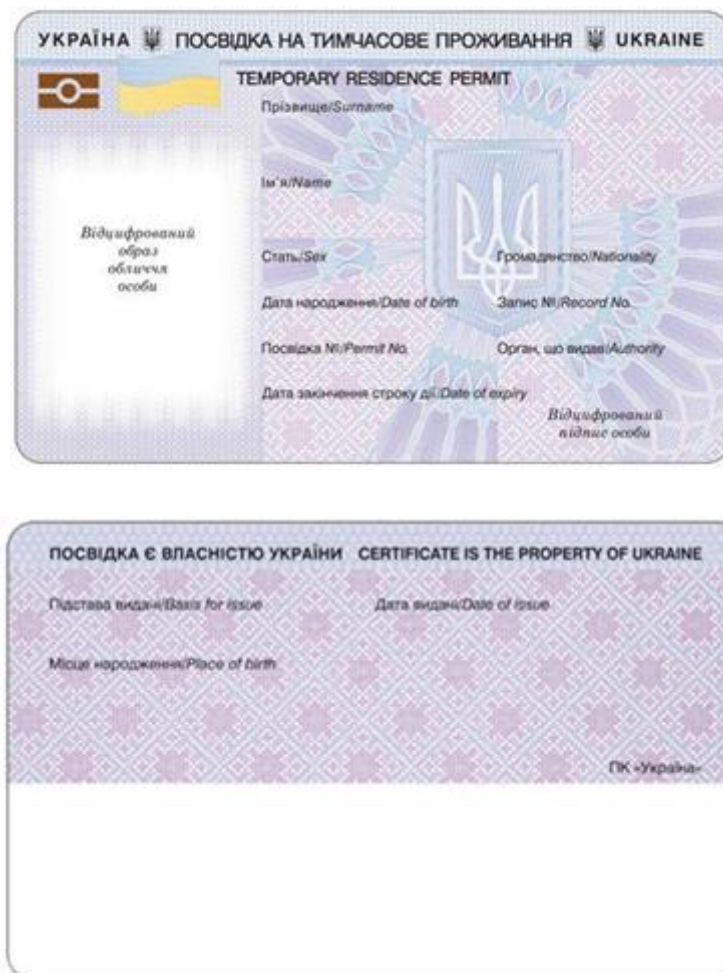 УКРАЇНА ПОСВІДКА НА ТИМЧАСОВЕ ПРОЖИВАННЯ UKRAINE
TEMPORARY RESIDENCE PERMIT
Прізвище/Surname
Ім'я/Name
Відцифрований
образ
обличчя
особи
Стать/Sex Громадянство/Nationality
Дата народження/Date of birth Запис №/Record No.
Посвідка №/Permit No. Орган, що видав/Authority
Дата закінчення строку дії/Date of expiry
Відцифрований
підпис особи
ПОСВІДКА Є ВЛАСНІСТЮ УКРАЇНИ CERTIFICATE IS THE PROPERTY OF UKRAINE
Підстава видачі/Basis for issue Дата видачі/Date of issue
Місце народження/Place of birth
ПК «Україна»